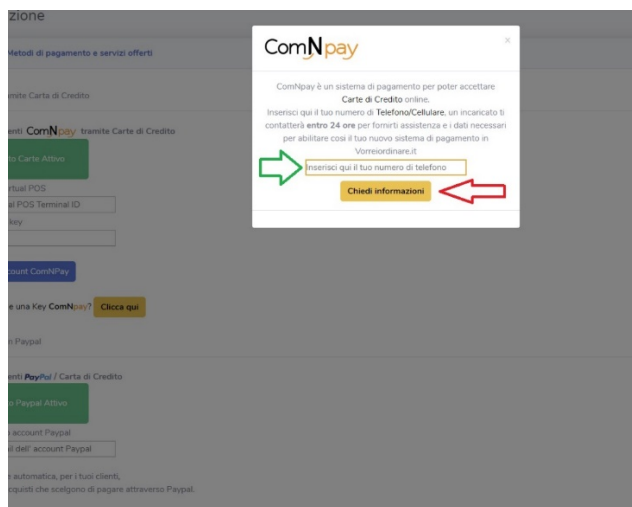 zione
Metodi di pagamento e servizi offerti
amite Carta di Credito
enti ComNpay tramite Carte di Credito
to Carte Attivo
rtual POS
al POS Terminal ID
key
count ComNPay
e una Key ComNpay? Clicca qui
n Paypal
enti PayPal / Carta di Credito
o Paypal Attivo
account Paypal
il dell' account Paypal
e automatica, per i tuoi clienti,
cquisti che scelgono di pagare attraverso Paypal.
ComNpay
×
ComNpay è un sistema di pagamento per poter accettare
Carte di Credito online.
Inserisci qui il tuo numero di Telefono/Cellulare, un incaricato ti
contatterà entro 24 ore per fornirti assistenza e i dati necessari
per abilitare cosi il tuo nuovo sistema di pagamento in
Vorreiordinare.it
Inserisci qui il tuo numero di telefono
Chiedi informazioni